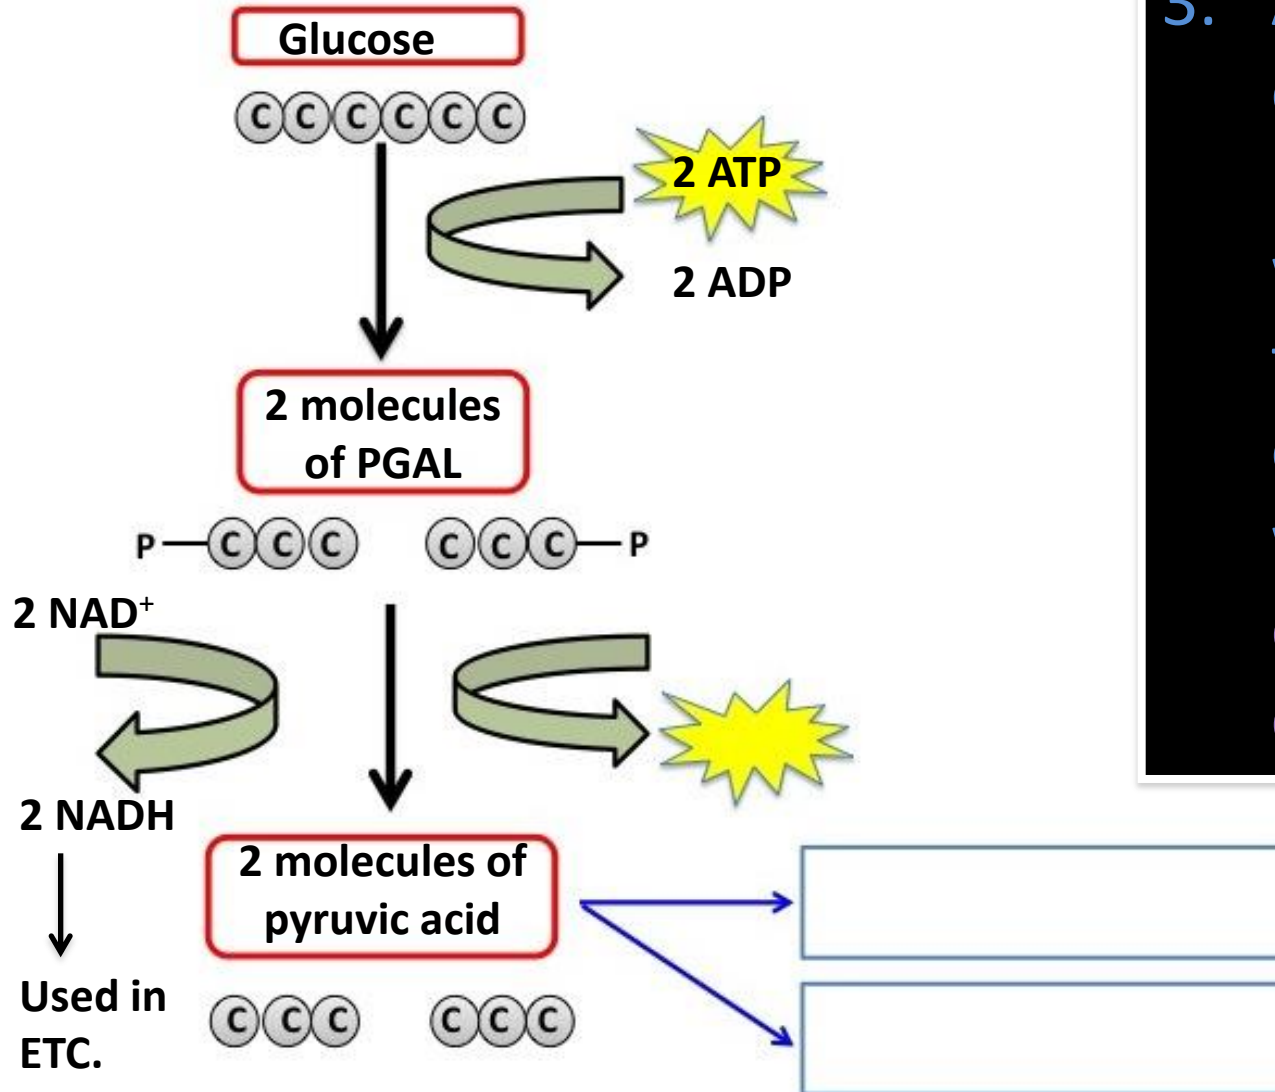 Glucose
C C C C C C
2 ATP
2 ADP
2 molecules
of PGAL
P C C C C C C P
2 NAD⁺
2 NADH
2 molecules of
pyruvic acid
Used in
ETC.
C C C C C C
3.